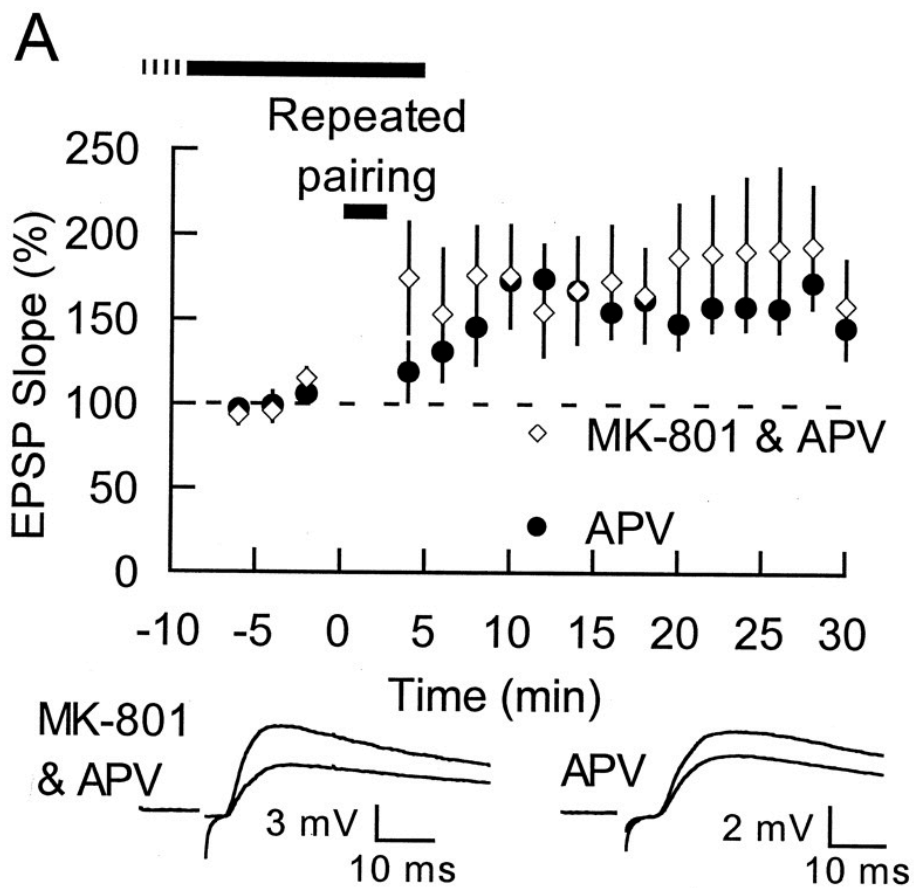 A
Repeated
pairing
250
200
150
100
50
0
EPSP Slope (%)
MK-801 & APV
APV
-10 -5 0 5 10 15 20 25 30
Time (min)
MK-801
& APV
3 mV
10 ms
APV
2 mV
10 ms